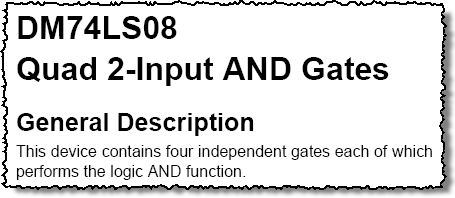 DM74LS08
Quad 2-Input AND Gates
General Description
This device contains four independent gates each of which
performs the logic AND function.